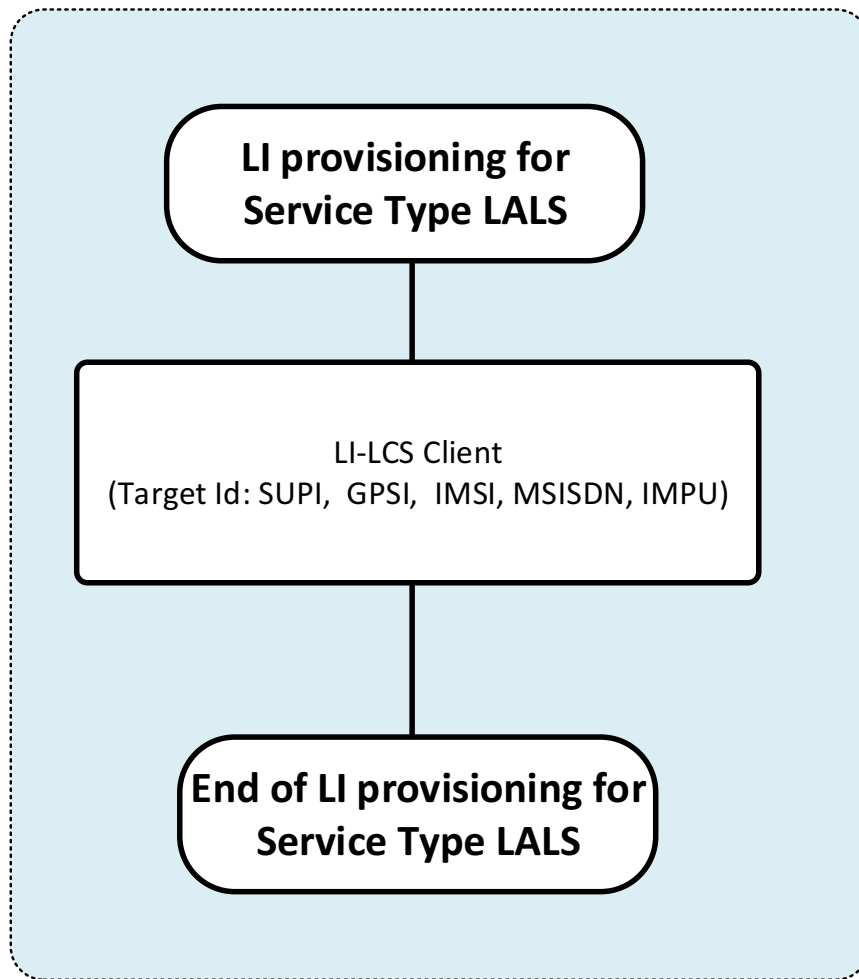 LI provisioning for
Service Type LALS
LI-LCS Client
(Target Id: SUPI, GPSI, IMSI, MSISDN, IMPU)
End of LI provisioning for
Service Type LALS